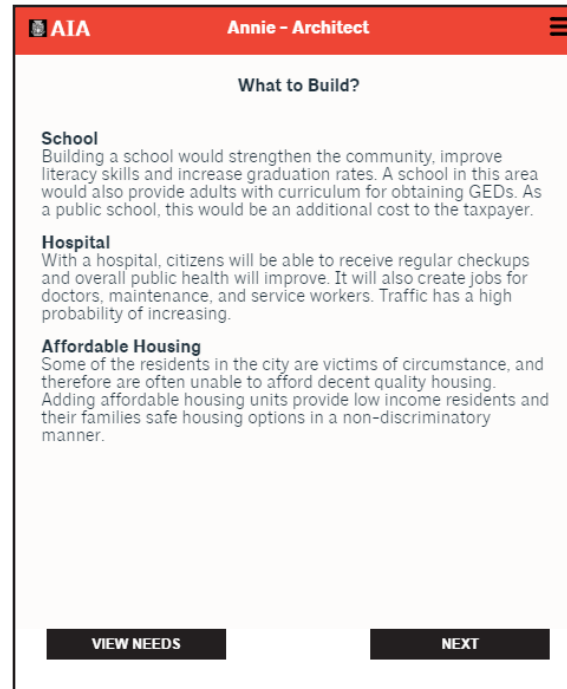 AIA
Annie - Architect
What to Build?
School
Building a school would strengthen the community, improve
literacy skills and increase graduation rates. A school in this area
would also provide adults with curriculum for obtaining GEDs. As
a public school, this would be an additional cost to the taxpayer.
Hospital
With a hospital, citizens will be able to receive regular checkups
and overall public health will improve. It will also create jobs for
doctors, maintenance, and service workers. Traffic has a high
probability of increasing.
Affordable Housing
Some of the residents in the city are victims of circumstance, and
therefore are often unable to afford decent quality housing.
Adding affordable housing units provide low income residents and
their families safe housing options in a non-discriminatory
manner.
VIEW NEEDS
NEXT